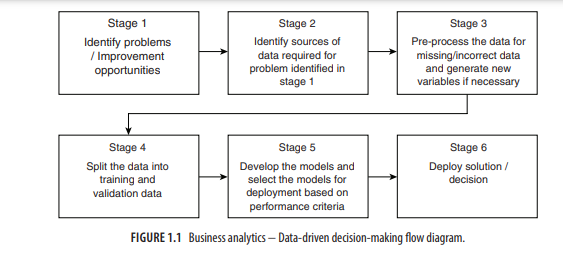 Stage 1
Identify problems
/ Improvement
opportunities
Stage 2
Identify sources of
data required for
problem identified in
stage 1
Stage 3
Pre-process the data for
missing/incorrect data
and generate new
variables if necessary
Stage 4
Split the data into
training and
validation data
Stage 5
Develop the models and
select the models for
deployment based on
performance criteria
Stage 6
Deploy solution /
decision
FIGURE 1.1 Business analytics – Data-driven decision-making flow diagram.